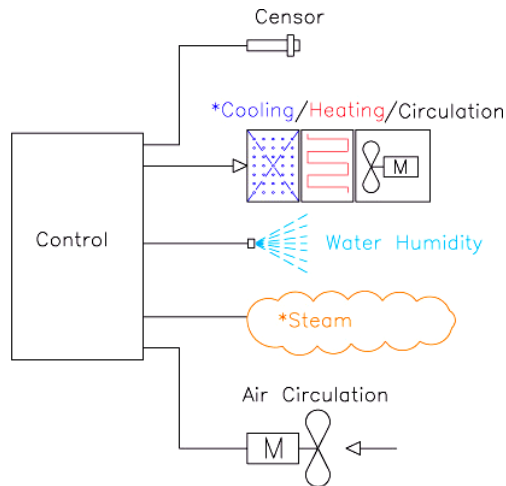 Censor
*Cooling/Heating/Circulation
M
Control
Water Humidity
*Steam
Air Circulation
M